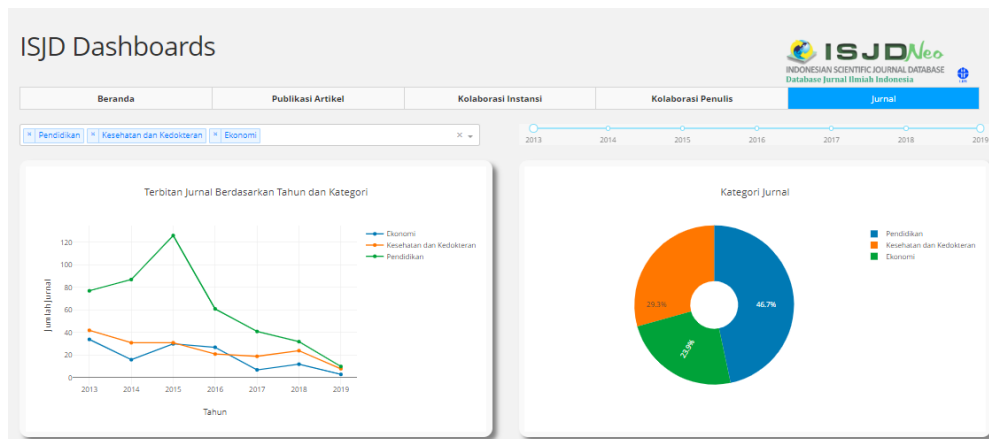 ISJD Dashboards
ISJD Neo
INDONESIAN SCIENTIFIC JOURNAL DATABASE
Database Jurnal Ilmiah Indonesia
Beranda
Publikasi Artikel
Kolaborasi Instansi
Kolaborasi Penulis
Jurnal
× Pendidikan × Kesehatan dan Kedokteran × Ekonomi ×
2013 2014 2015 2016 2017 2018 2019
Terbitan Jurnal Berdasarkan Tahun dan Kategori
Ekonomi
Kesehatan dan Kedokteran
Pendidikan
Jumlah Jurnal
120
100
80
60
40
20
0
2013 2014 2015 2016 2017 2018 2019
Tahun
Kategori Jurnal
Pendidikan
Kesehatan dan Kedokteran
Ekonomi
29.3%
46.7%
23.9%